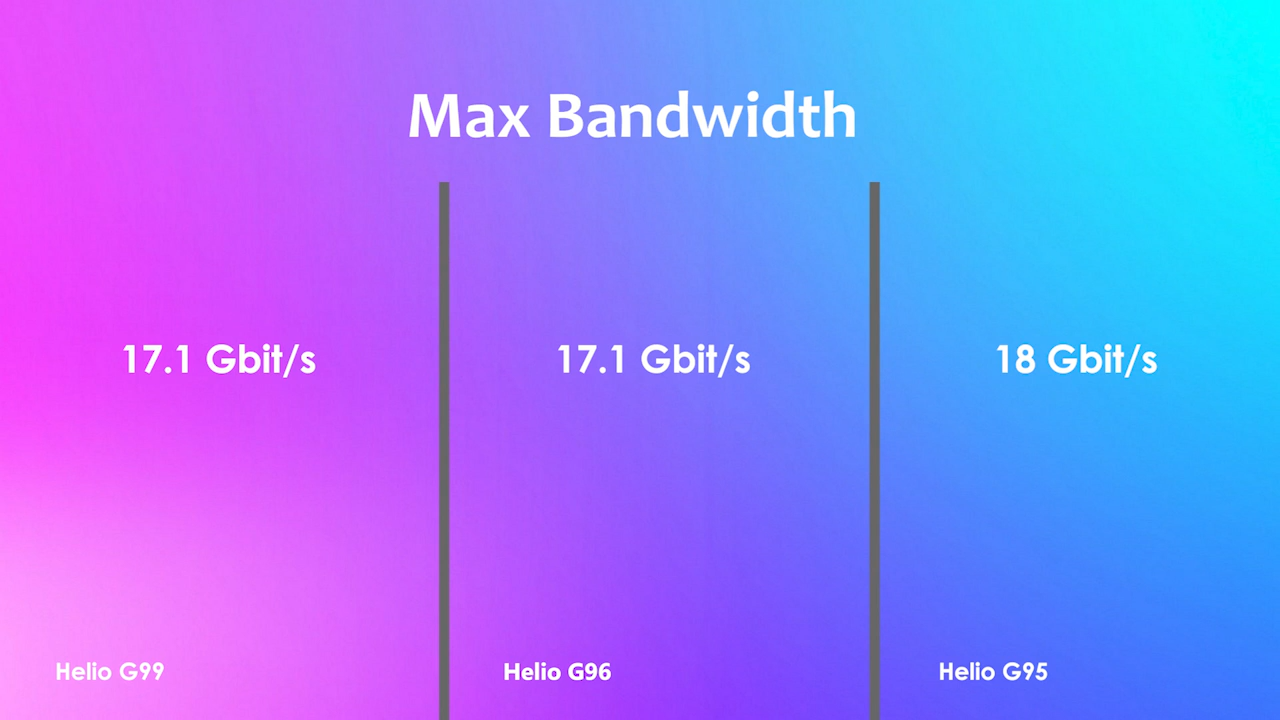 Max Bandwidth
17.1 Gbit/s
17.1 Gbit/s
18 Gbit/s
Helio G99
Helio G96
Helio G95